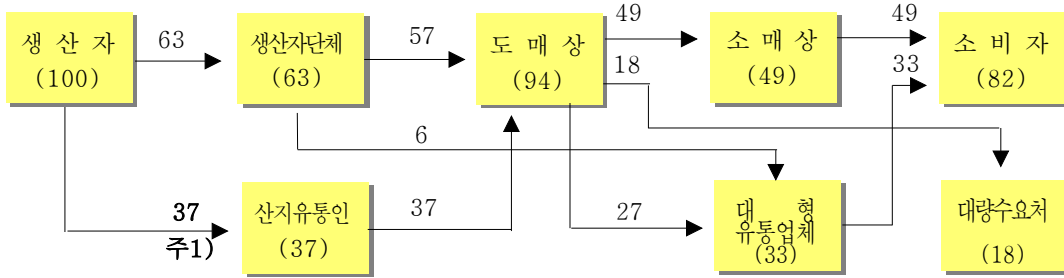 생 산 자
(100)
63
생산자단체
(63)
57
도 매 상
(94)
49
18
소 매 상
(49)
49
33
소 비 자
(82)
6
37
주1)
산지유통인
(37)
37
27
대 형
유통업체
(33)
대량수요처
(18)